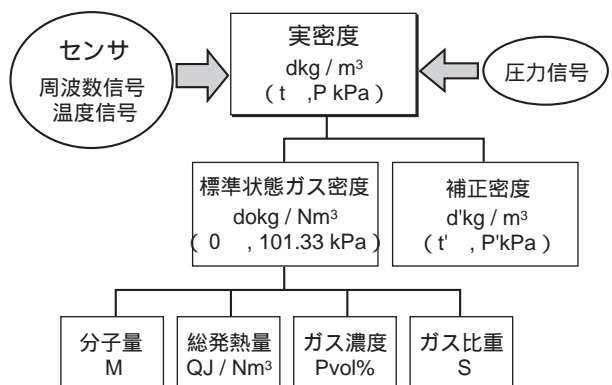 センサ
周波数信号
温度信号
実密度
dkg / m³
( t ,P kPa )
圧力信号
標準状態ガス密度
dokg / Nm³
( 0 , 101.33 kPa )
補正密度
d'kg / m³
( t' , P'kPa )
分子量
M
総発熱量
QJ / Nm³
ガス濃度
Pvol%
ガス比重
S